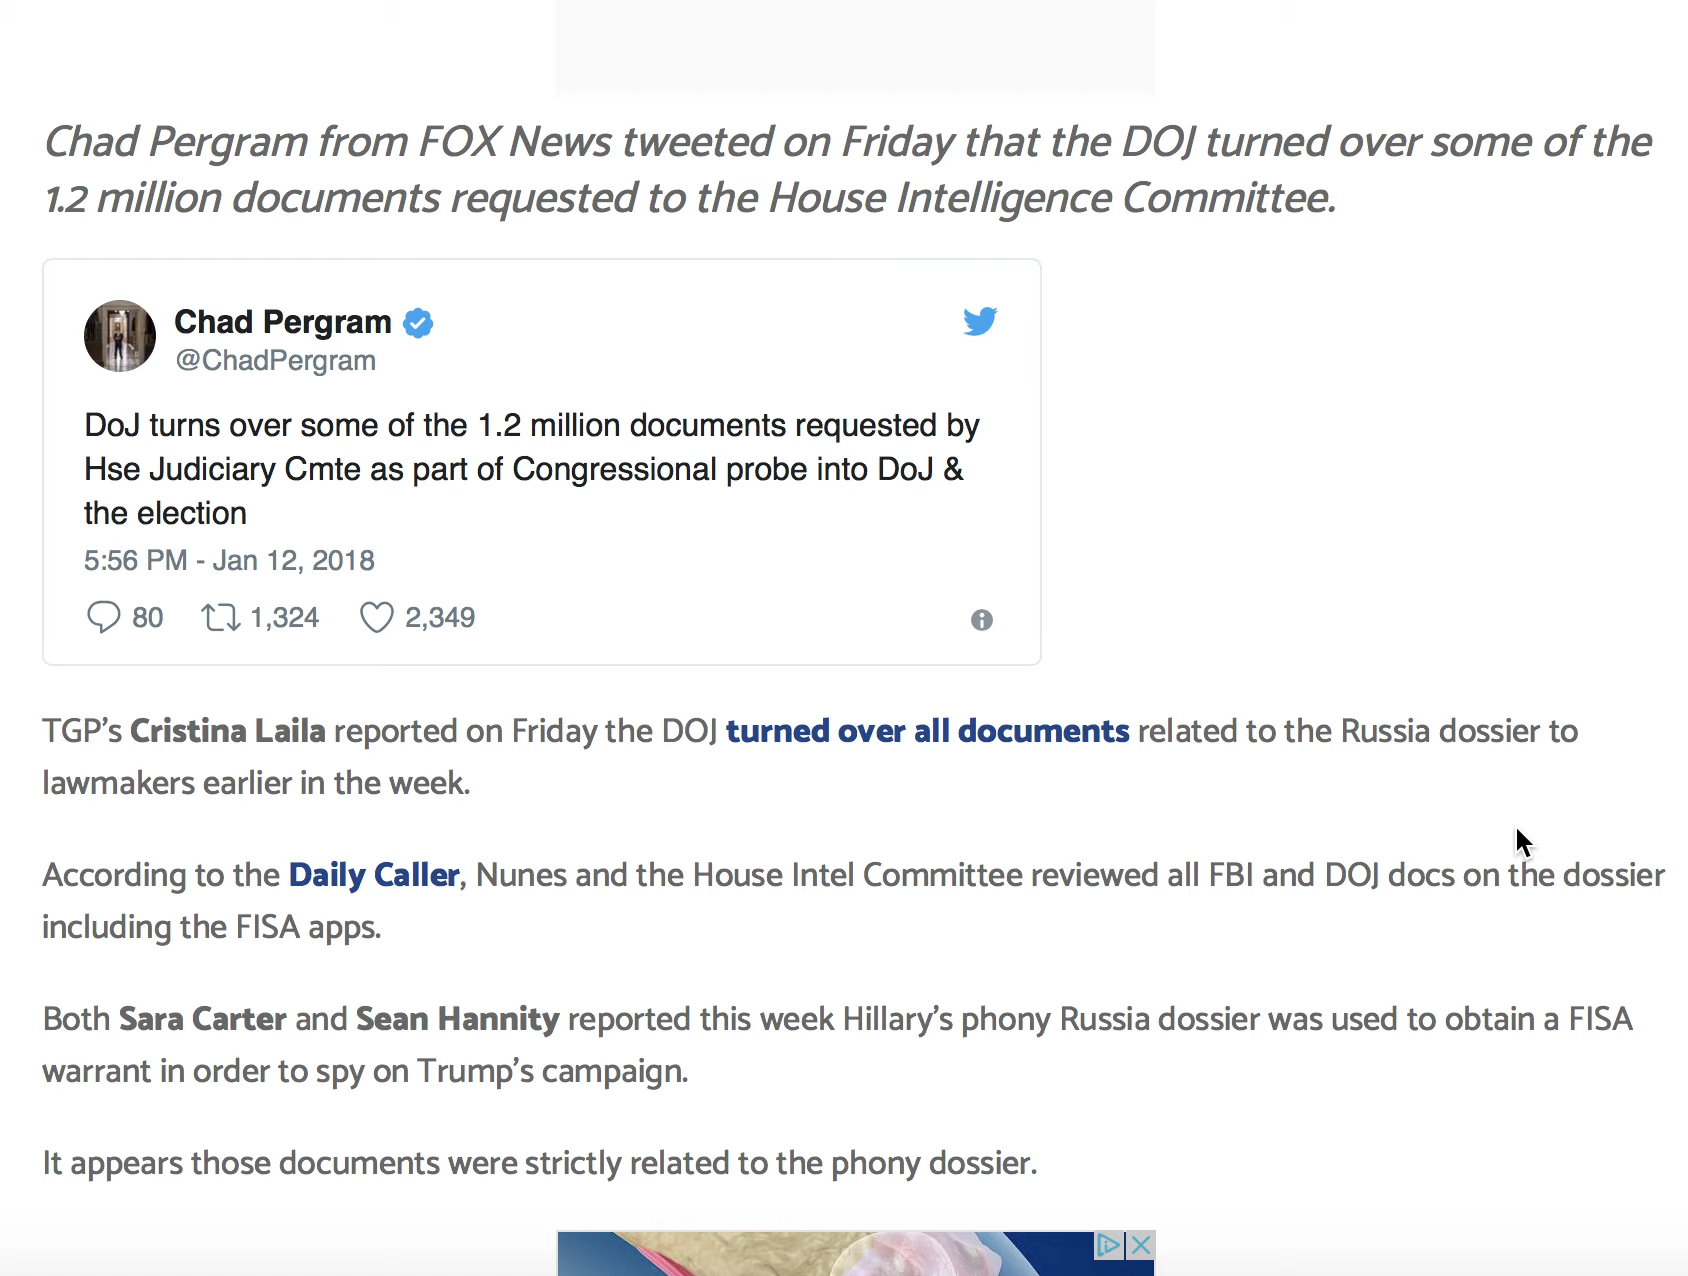 Chad Pergram from FOX News tweeted on Friday that the DOJ turned over some of the
1.2 million documents requested to the House Intelligence Committee.
Chad Pergram
@ChadPergram
DoJ turns over some of the 1.2 million documents requested by
Hse Judiciary Cmte as part of Congressional probe into DoJ &
the election
5:56 PM - Jan 12, 2018
80 1,324 2,349
TGP’s Cristina Laila reported on Friday the DOJ turned over all documents related to the Russia dossier to
lawmakers earlier in the week.
According to the Daily Caller, Nunes and the House Intel Committee reviewed all FBI and DOJ docs on the dossier
including the FISA apps.
Both Sara Carter and Sean Hannity reported this week Hillary’s phony Russia dossier was used to obtain a FISA
warrant in order to spy on Trump’s campaign.
It appears those documents were strictly related to the phony dossier.